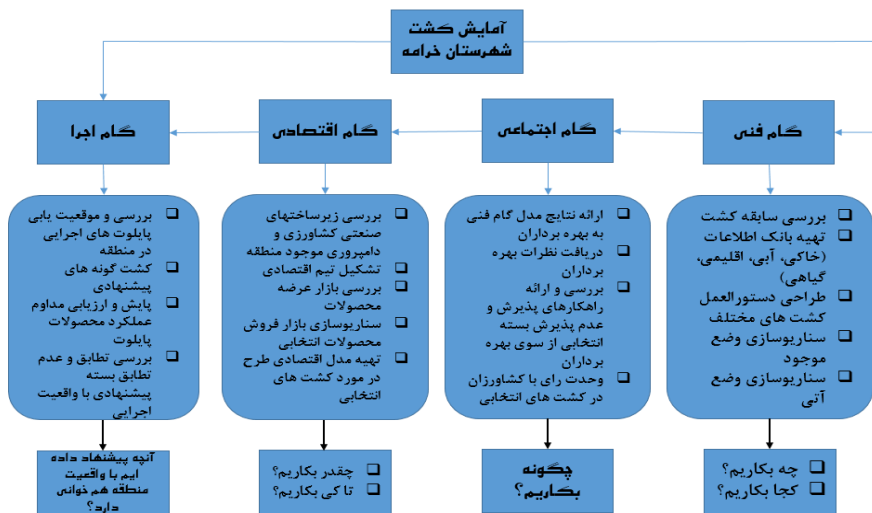 آمایش کشت
شهرستان خرامه
گام فنی
گام اجتماعی
گام اقتصادی
گام اجرا
❑ بررسی سابقه کشت
❑ تهیه بانک اطلاعات
(خاکی، آبی، اقلیمی،
گیاهی)
❑ طراحی دستورالعمل
کشت های مختلف
❑ سناریوسازی وضع
موجود
❑ سناریوسازی وضع
آتی
❑ ارائه نتایج مدل گام فنی
به بهره برداران
❑ دریافت نظرات بهره
برداران
❑ بررسی و ارائه
راهکارهای پذیرش و
عدم پذیرش بسته
انتخابی از سوی بهره
برداران
❑ وحدت رای با کشاورزان
در کشت های انتخابی
❑ بررسی زیرساختهای
صنعتی کشاورزی و
دامپروری موجود منطقه
❑ تشکیل تیم اقتصادی
❑ بررسی بازار عرضه
محصولات
❑ سناریوسازی بازار فروش
محصولات انتخابی
❑ تهیه مدل اقتصادی طرح
در مورد کشت های
انتخابی
❑ بررسی و موقعیت یابی
پایلوت های اجرایی
در منطقه
❑ کشت گونه های
پیشنهادی
❑ پایش و ارزیابی مداوم
عملکرد محصولات
پایلوت
❑ بررسی تطابق و عدم
تطابق بسته
پیشنهادی با واقعیت
اجرایی
❑ چه بکاریم؟
❑ کجا بکاریم؟
چگونه
بکاریم؟
❑ چقدر بکاریم؟
❑ تا کی بکاریم؟
آنچه پیشنهاد داده
ایم با واقعیت
منطقه هم خوانی
دارد؟